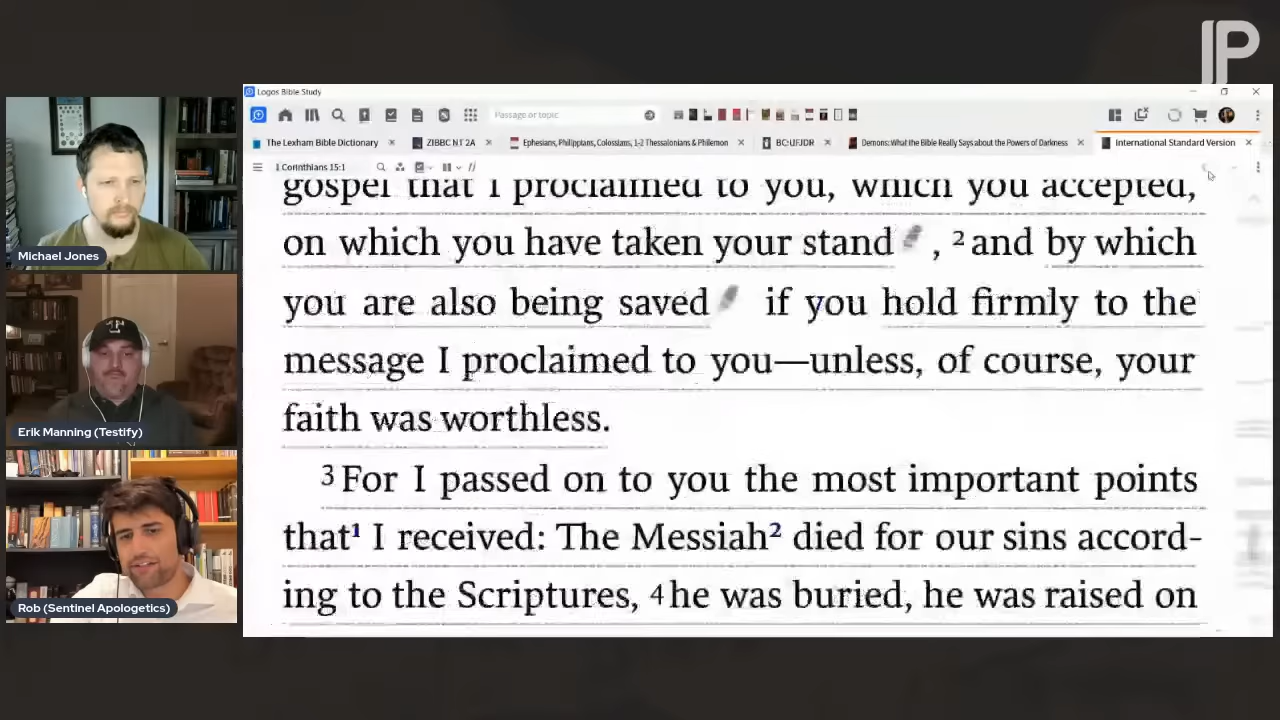 IP
Logos Bible Study
Passage or topic
The Lexham Bible Dictionary
ZIBBC NT 2A
Ephesians, Philippians, Colossians, 1-2 Thessalonians & Philemon
BC:UFJDR
Demons: What the Bible Really Says about the Powers of Darkness
International Standard Version
1 Corinthians 15:1
gospel that I proclaimed to you, which you accepted,
on which you have taken your stand , 2 and by which
you are also being saved if you hold firmly to the
message I proclaimed to you—unless, of course, your
faith was worthless.
3 For I passed on to you the most important points
that1 I received: The Messiah2 died for our sins accord-
ing to the Scriptures, 4 he was buried, he was raised on
Michael Jones
Erik Manning (Testify)
Rob (Sentinel Apologetics)